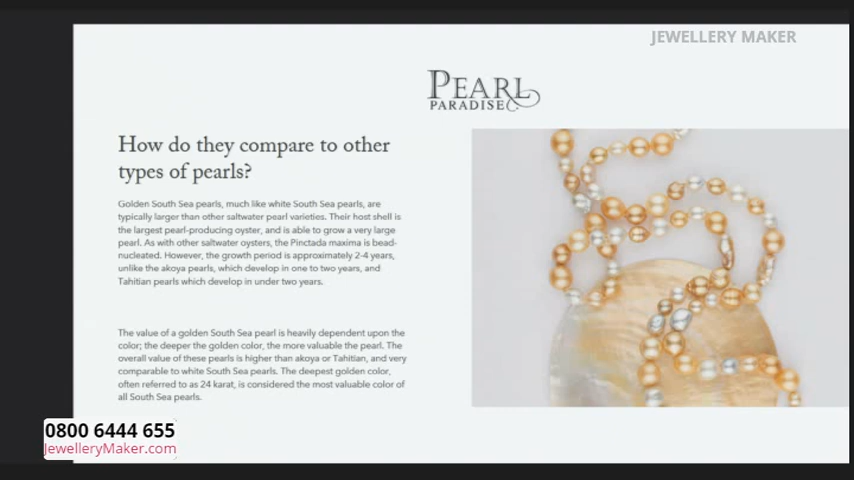 JEWELLERY MAKER
PEARL
PARADISE
How do they compare to other
types of pearls?
Golden South Sea pearls, much like white South Sea pearls, are
typically larger than other saltwater pearl varieties. Their host shell is
the largest pearl-producing oyster, and is able to grow a very large
pearl. As with other saltwater oysters, the Pinctada maxima is bead-
nucleated. However, the growth period is approximately 2-4 years,
unlike the akoya pearls, which develop in one to two years, and
Tahitian pearls which develop in under two years.
The value of a golden South Sea pearl is heavily dependent upon the
color; the deeper the golden color, the more valuable the pearl. The
overall value of these pearls is higher than akoya or Tahitian, and very
comparable to white South Sea pearls. The deepest golden color,
often referred to as 24 karat, is considered the most valuable color of
all South Sea pearls.
0800 6444 655
JewelleryMaker.com